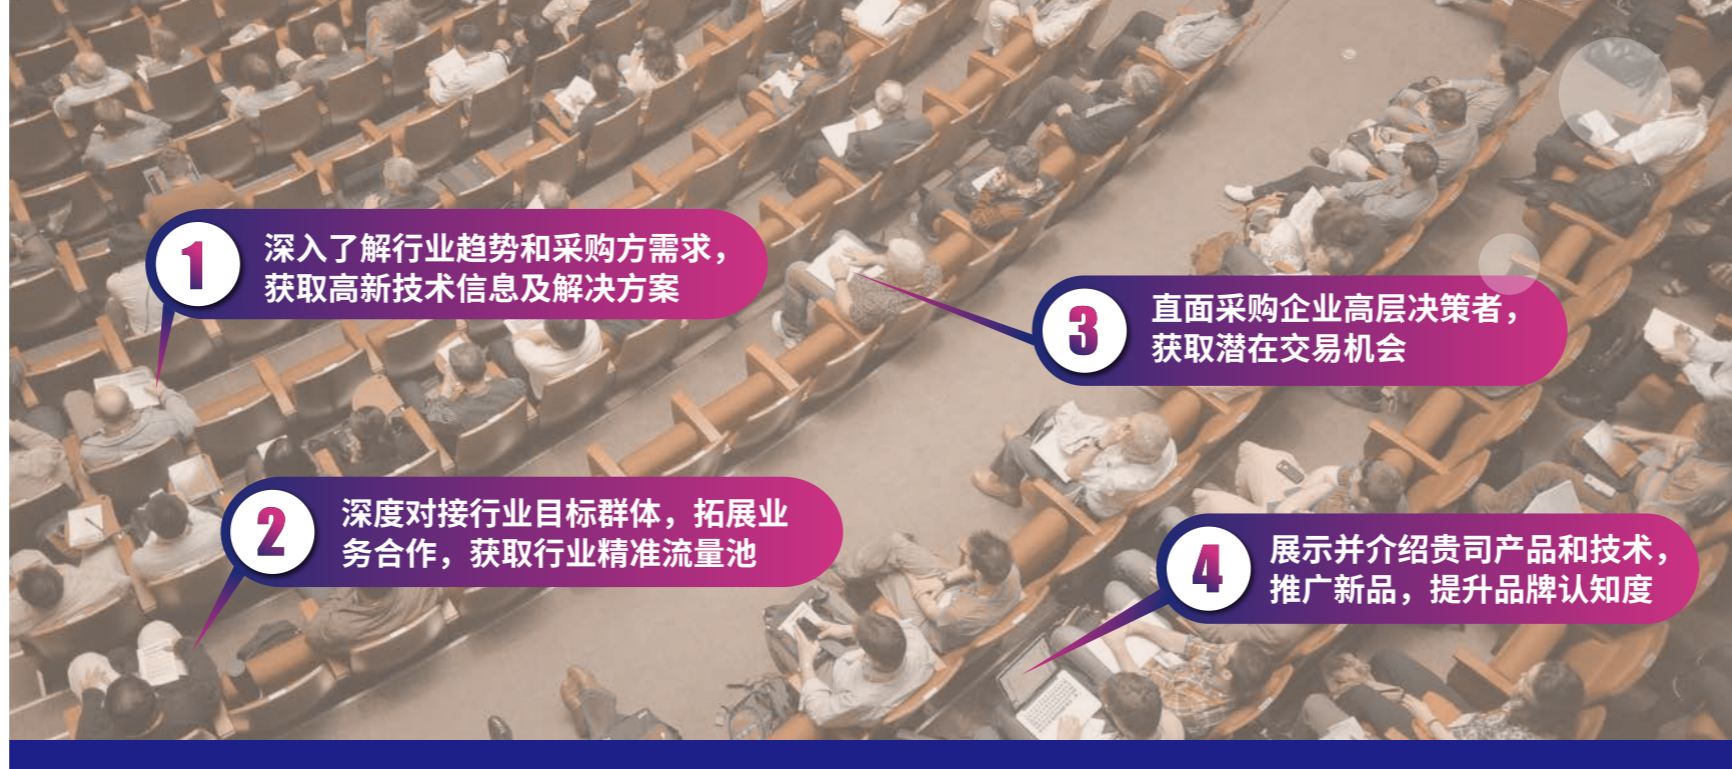 1
深入了解行业趋势和采购方需求，
获取高新技术信息及解决方案
2
深度对接行业目标群体，拓展业
务合作，获取行业精准流量池
3
直面采购企业高层决策者，
获取潜在交易机会
4
展示并介绍贵司产品和技术，
推广新品，提升品牌认知度